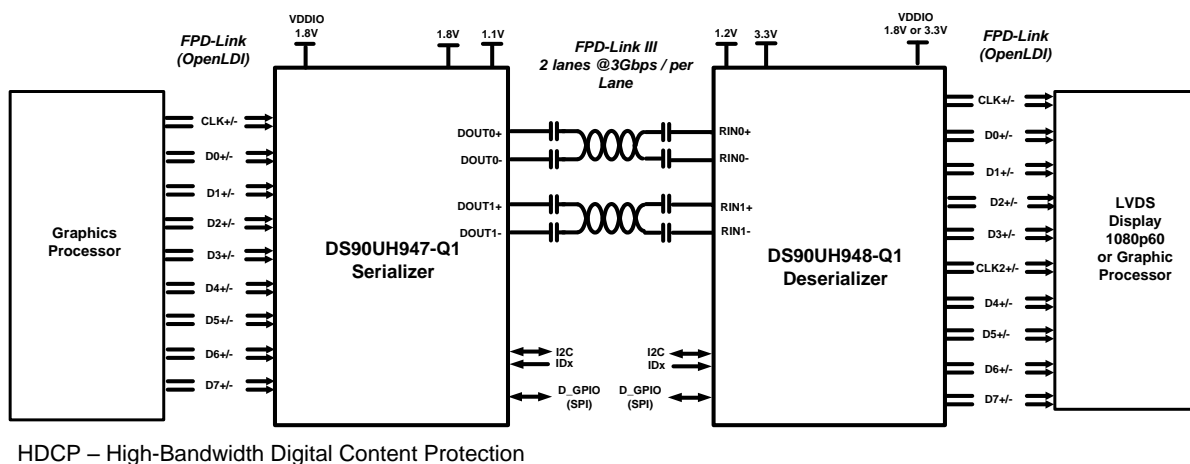 VDDIO
1.8V
1.8V
1.1V
1.2V
3.3V
VDDIO
1.8V or 3.3V
FPD-Link
(OpenLDI)
FPD-Link III
2 lanes @3Gbps / per
Lane
FPD-Link
(OpenLDI)
Graphics
Processor
CLK+/-
D0+/-
D1+/-
D2+/-
D3+/-
D4+/-
D5+/-
D6+/-
D7+/-
DS90UH947-Q1
Serializer
DOUT0+
DOUT0-
DOUT1+
DOUT1-
I2C
IDx
D_GPIO
(SPI)
RIN0+
RIN0-
RIN1+
RIN1-
I2C
IDx
D_GPIO
(SPI)
DS90UH948-Q1
Deserializer
CLK+/-
D0+/-
D1+/-
D2+/-
D3+/-
CLK2+/-
D4+/-
D5+/-
D6+/-
D7+/-
LVDS
Display
1080p60
or Graphic
Processor
HDCP – High-Bandwidth Digital Content Protection